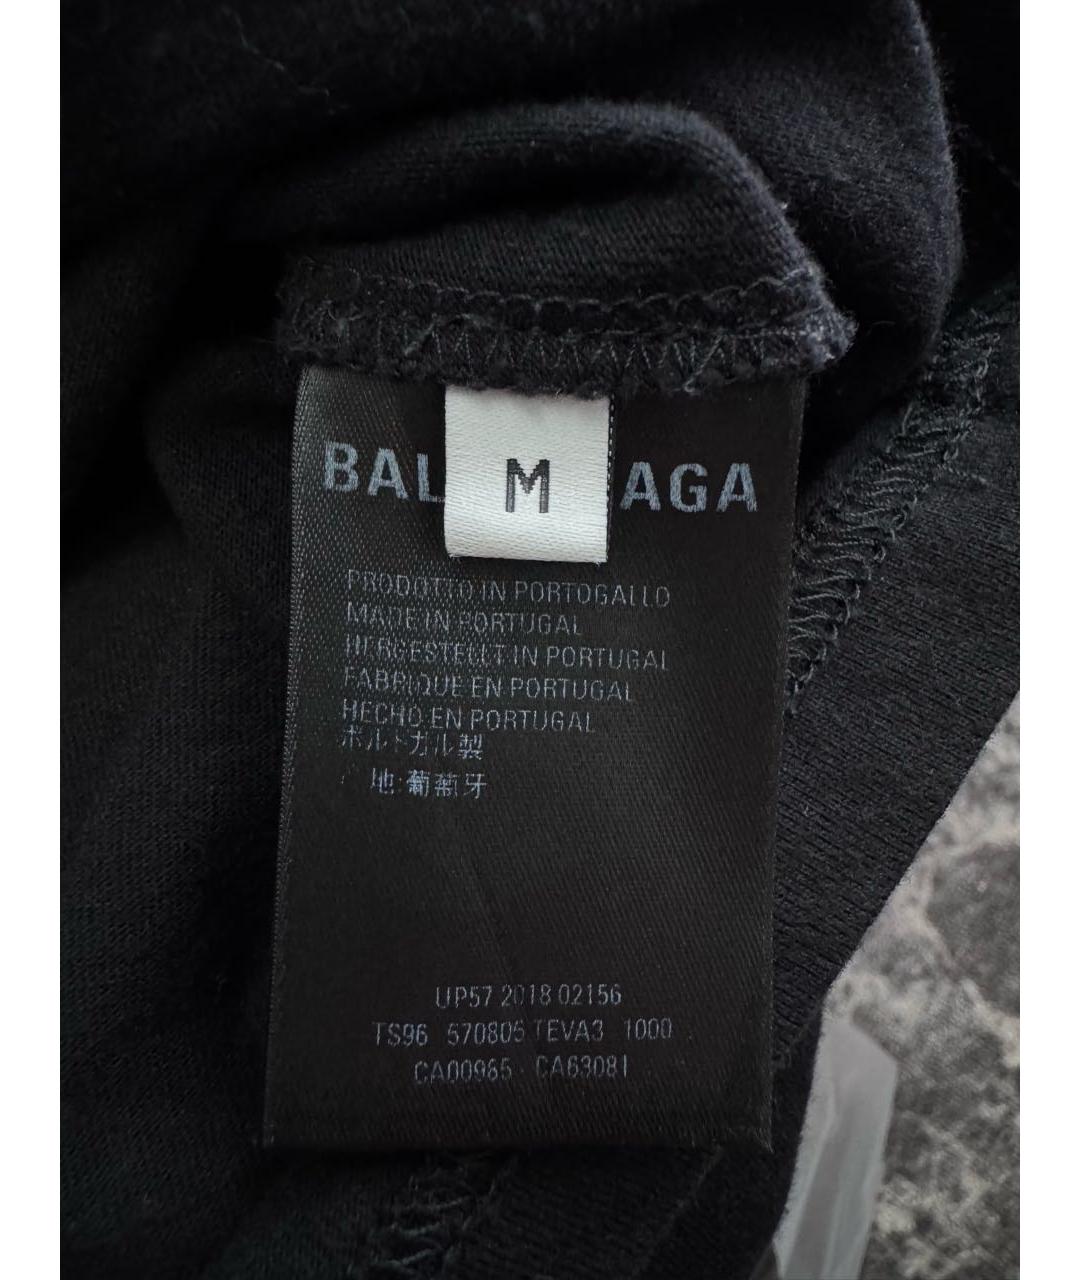 BAL M AGA
PRODOTTO IN PORTOGALLO
MADE IN PORTUGAL
HERGESTELLT IN PORTUGAL
FABRIQUE EN PORTUGAL
HECHO EN PORTUGAL
ポルトガル製
地:葡萄牙
UP57 2018 02156
TS96 570805 TEVA3 1000
CA00965 - CA63081